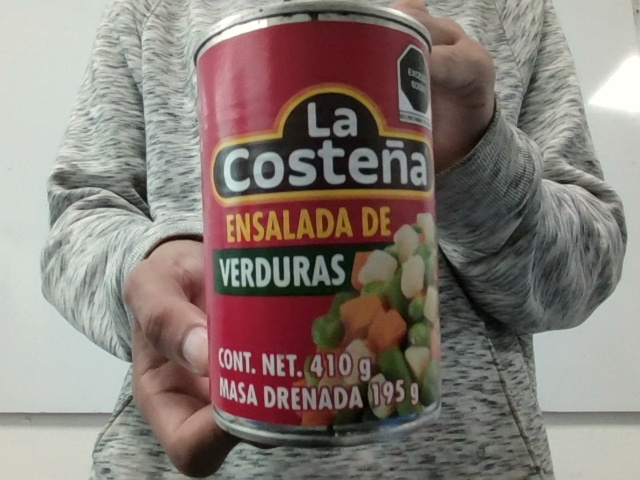 La
Costeña
ENSALADA DE
VERDURAS
CONT. NET. 410 g
MASA DRENADA 195 g